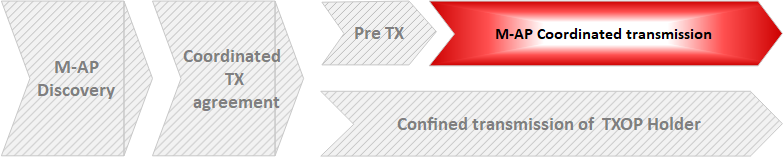 M-AP
Discovery
Coordinated
TX
agreement
Pre TX
M-AP Coordinated transmission
Confined transmission of TXOP Holder